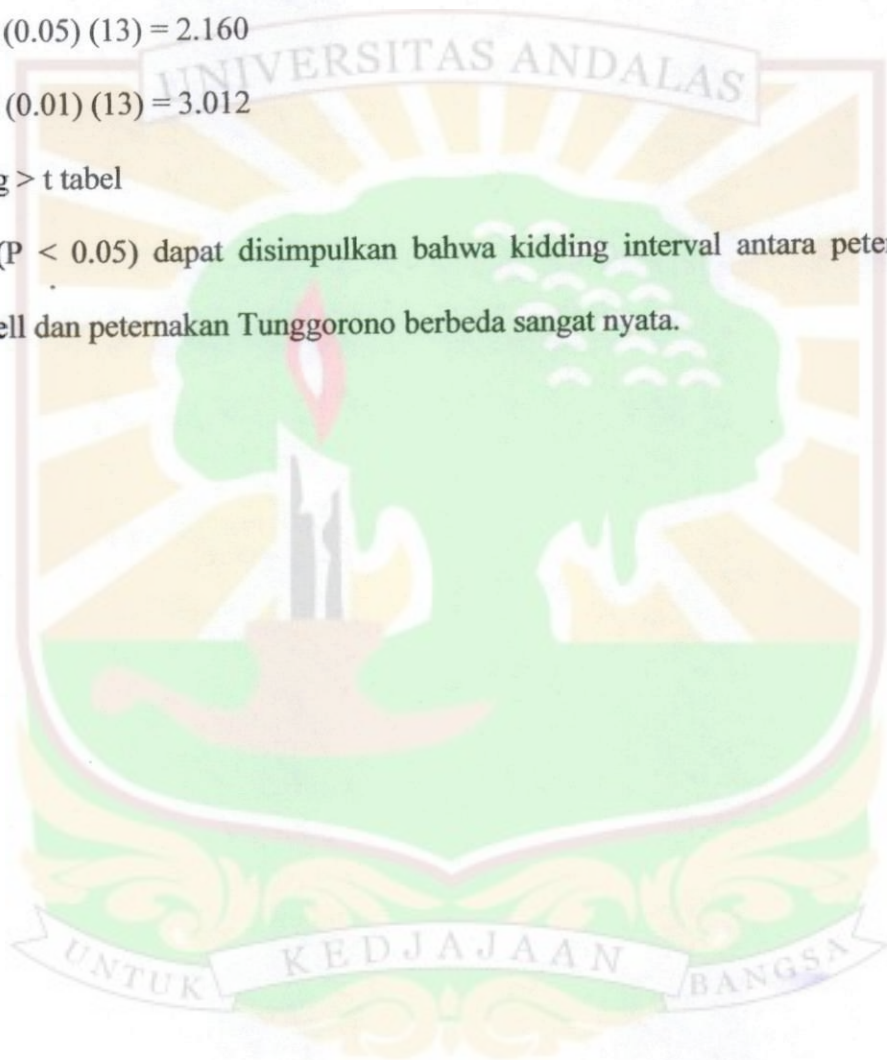 (0.05) (13) = 2.160
UNIVERSITAS ANDALAS
(0.01) (13) = 3.012
g > t tabel
(P < 0.05) dapat disimpulkan bahwa kidding interval antara peter
ell dan peternakan Tunggorono berbeda sangat nyata.
UNTUK KEDJAJAAN BANGSA